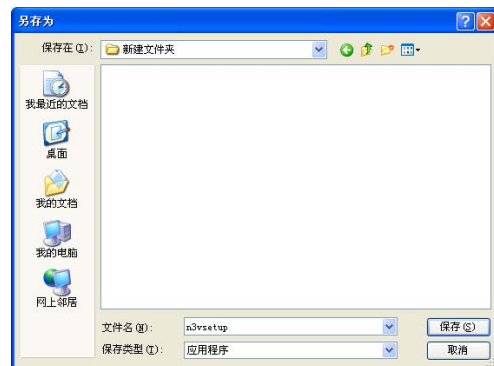 另存为
保存在(I):
新建文件夹
我最近的文档
桌面
我的文档
我的电脑
网上邻居
文件名(N):
n3vsetup
保存(S)
保存类型(T):
应用程序
取消